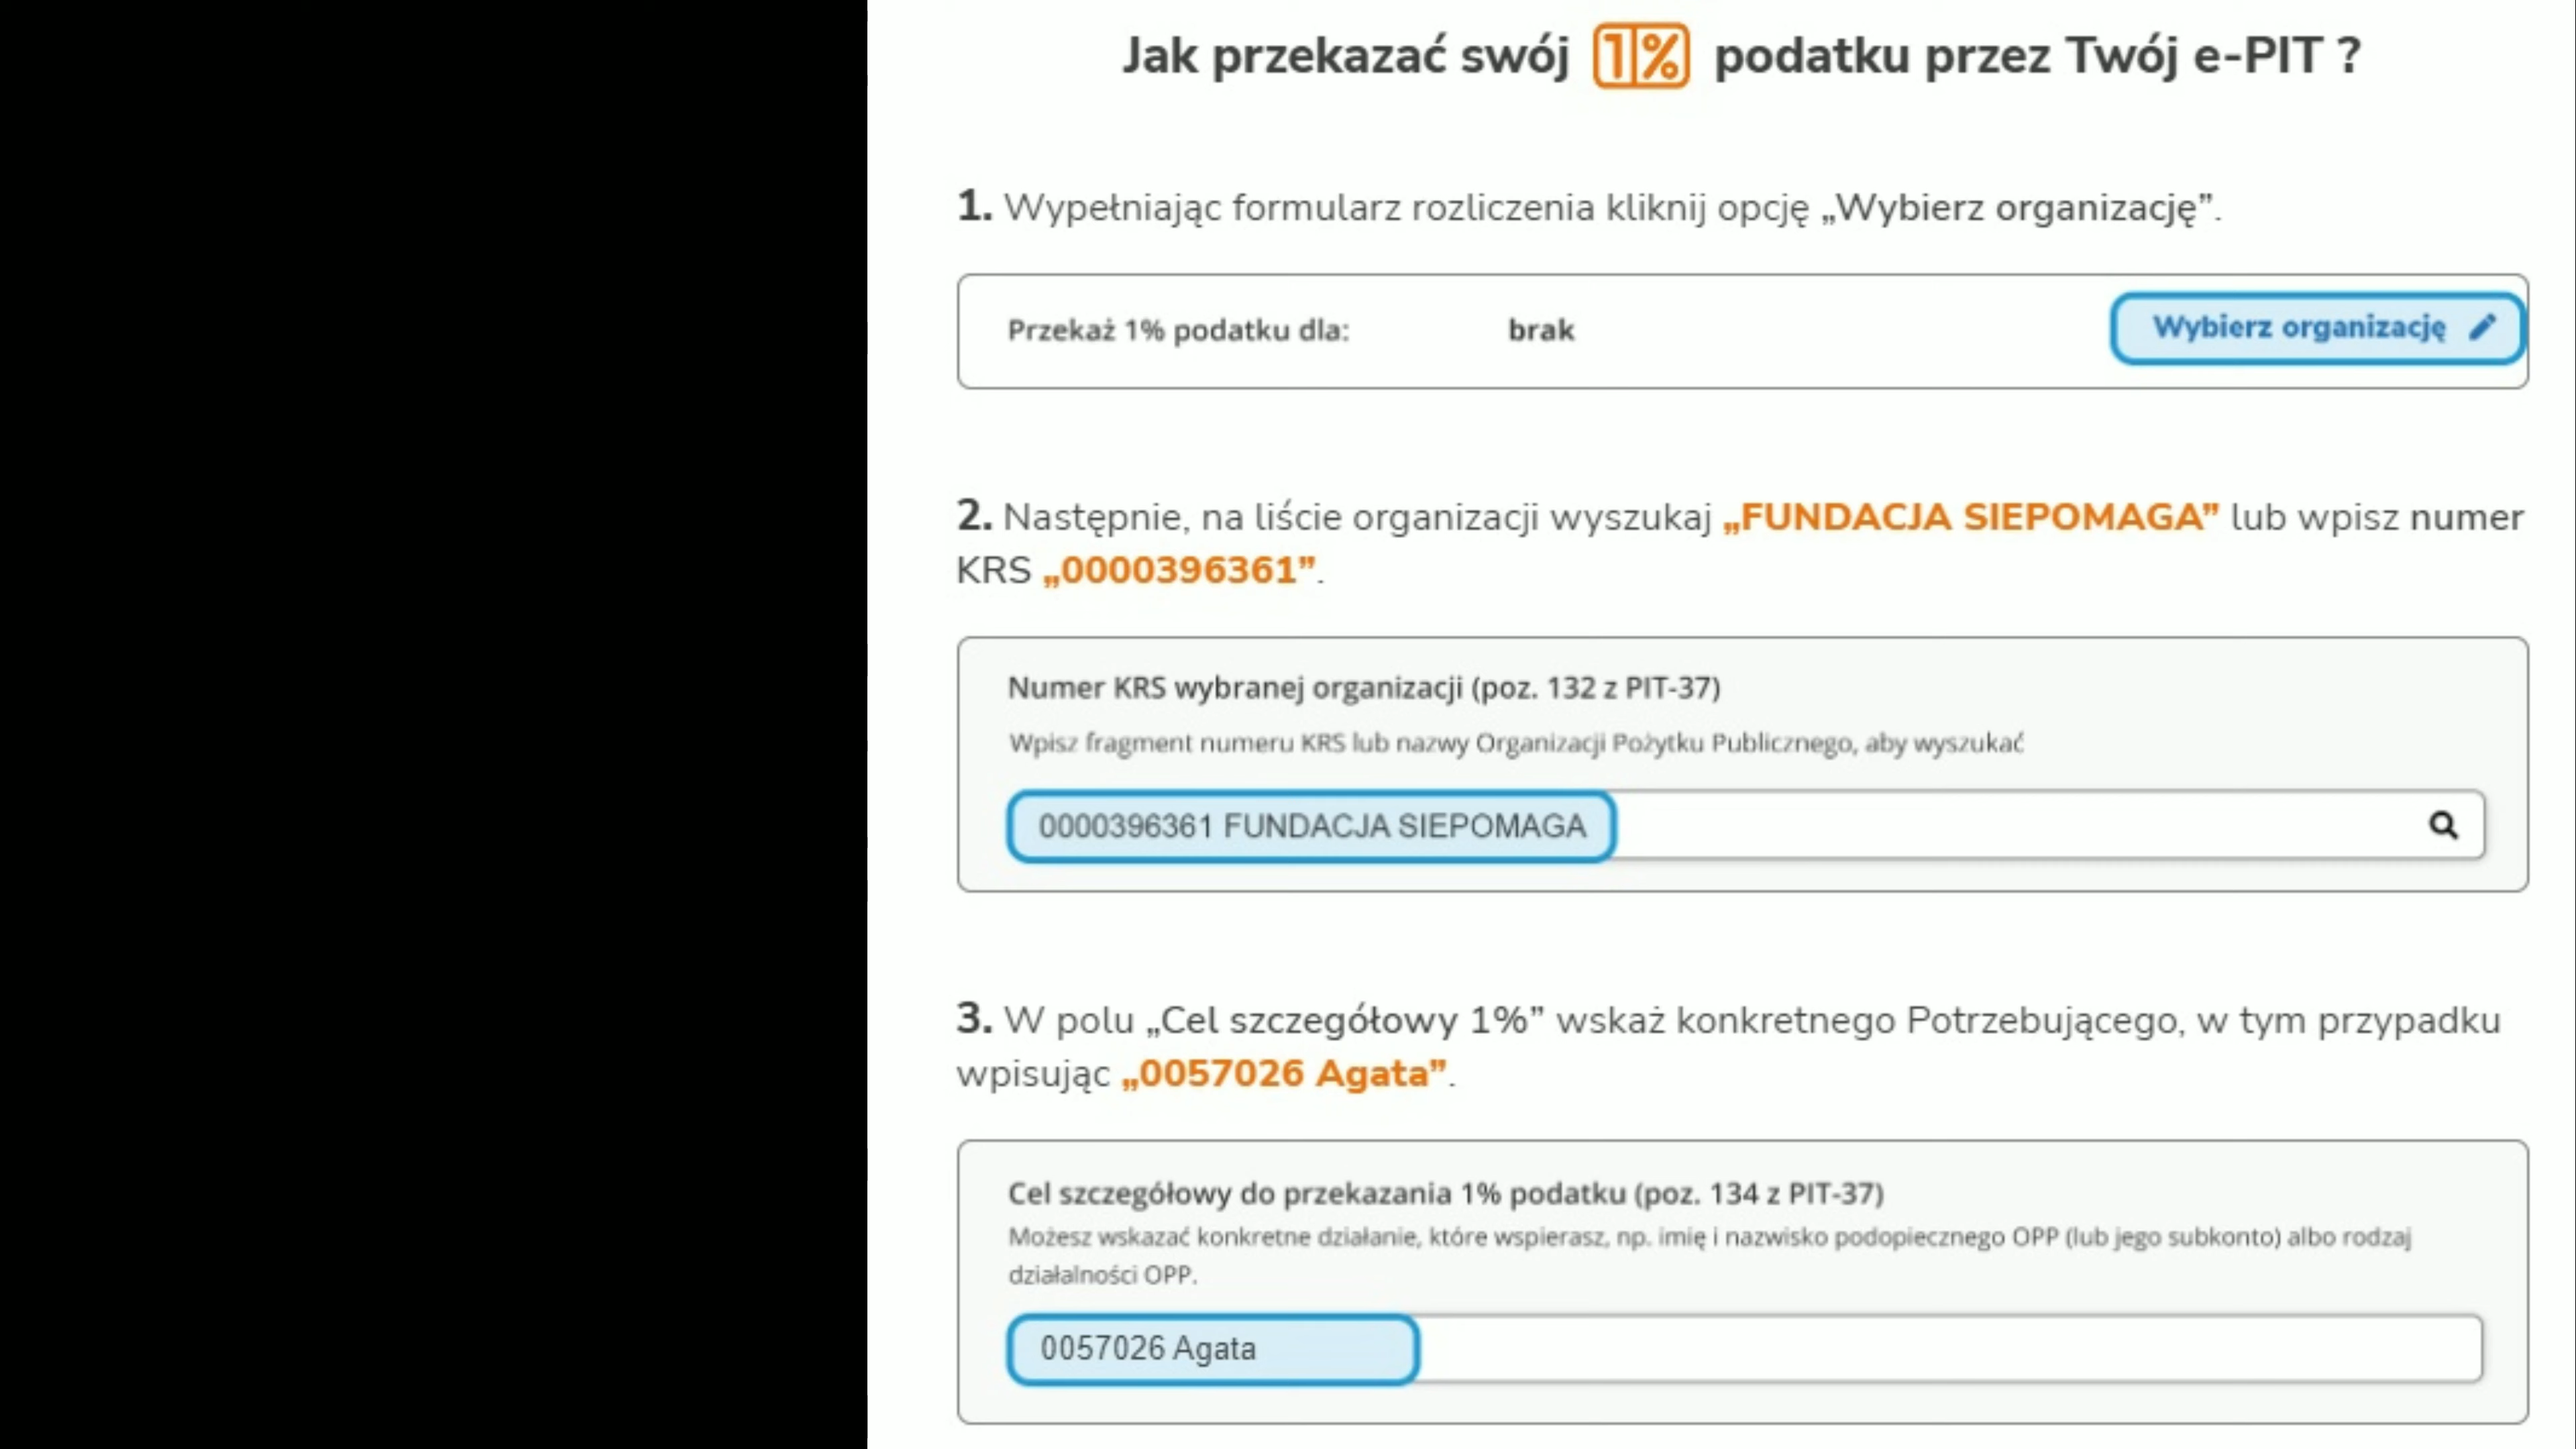 Jak przekazać swój 1% podatku przez Twój e-PIT ?
1. Wypełniając formularz rozliczenia kliknij opcję „Wybierz organizację”.
Przekaż 1% podatku dla: brak Wybierz organizację
2. Następnie, na liście organizacji wyszukaj „FUNDACJA SIEPOMAGA” lub wpisz numer
KRS „0000396361”.
Numer KRS wybranej organizacji (poz. 132 z PIT-37)
Wpisz fragment numeru KRS lub nazwy Organizacji Pożytku Publicznego, aby wyszukać
0000396361 FUNDACJA SIEPOMAGA
3. W polu „Cel szczegółowy 1%” wskaż konkretnego Potrzebującego, w tym przypadku
wpisując „0057026 Agata”.
Cel szczegółowy do przekazania 1% podatku (poz. 134 z PIT-37)
Możesz wskazać konkretne działanie, które wspierasz, np. imię i nazwisko podopiecznego OPP (lub jego subkonto) albo rodzaj
działalności OPP.
0057026 Agata